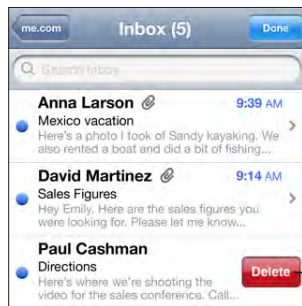 me.com
Inbox (5)
Done
Search Inbox
Anna Larson
9:39 AM
Mexico vacation
Here's a photo I took of Sandy kayaking. We
also rented a boat and did a bit of fishing...
David Martinez
9:14 AM
Sales Figures
Hey Emily. Here are the sales figures you
were looking for. Please let me know...
Paul Cashman
Directions
Delete
Here's where we're shooting the
video for the sales conference. Call...